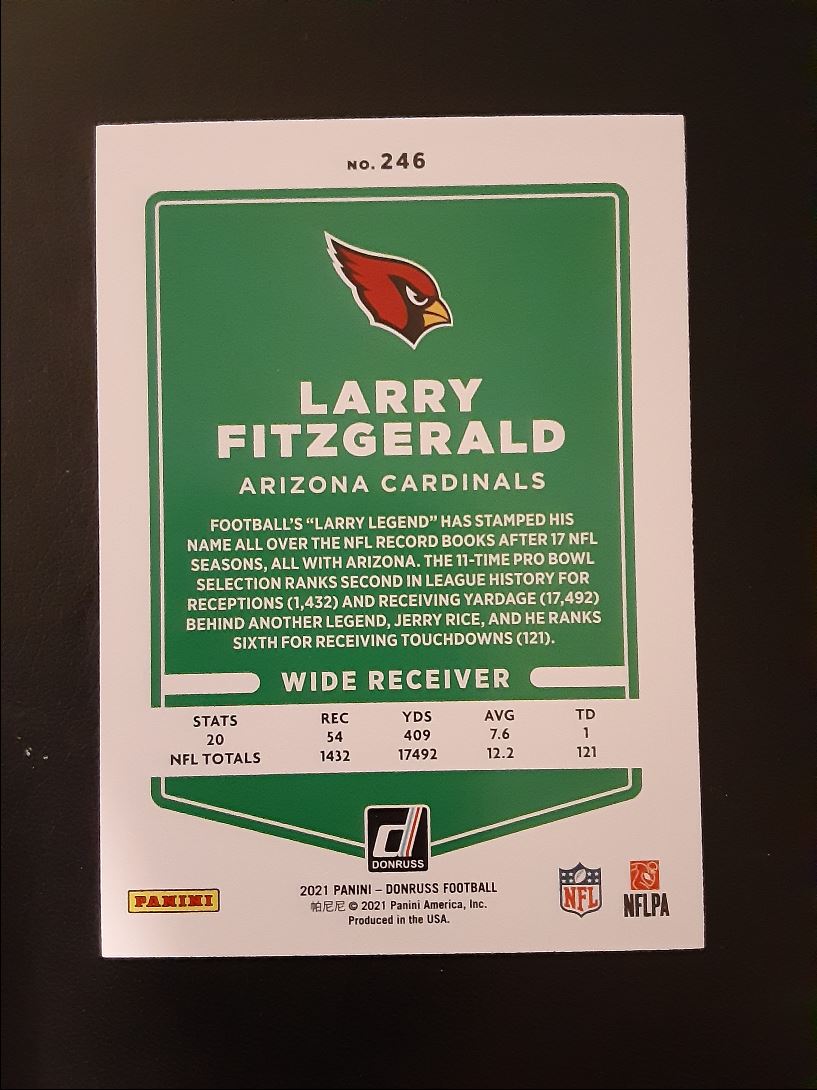 NO. 246
LARRY
FITZGERALD
ARIZONA CARDINALS
FOOTBALL'S "LARRY LEGEND" HAS STAMPED HIS
NAME ALL OVER THE NFL RECORD BOOKS AFTER 17 NFL
SEASONS, ALL WITH ARIZONA. THE 11-TIME PRO BOWL
SELECTION RANKS SECOND IN LEAGUE HISTORY FOR
RECEPTIONS (1,432) AND RECEIVING YARDAGE (17,492)
BEHIND ANOTHER LEGEND, JERRY RICE, AND HE RANKS
SIXTH FOR RECEIVING TOUCHDOWNS (121).
WIDE RECEIVER
STATS REC YDS AVG TD
20 54 409 7.6 1
NFL TOTALS 1432 17492 12.2 121
d
DONRUSS
2021 PANINI – DONRUSS FOOTBALL
帕尼尼 © 2021 Panini America, Inc.
Produced in the USA.
PANINI
NFL
NFLPA